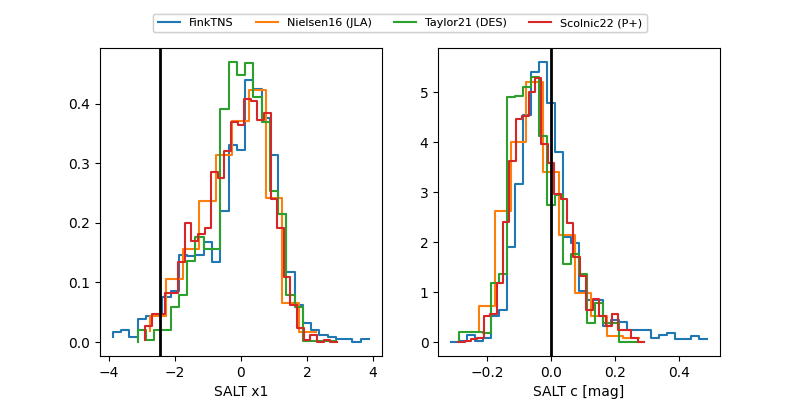 FinkTNS Nielsen16 (JLA) Taylor21 (DES) Scolnic22 (P+)
0.4
0.3
0.2
0.1
0.0
−4 −2 0 2 4
SALT x1
5
4
3
2
1
0
−0.2 0.0 0.2 0.4
SALT c [mag]